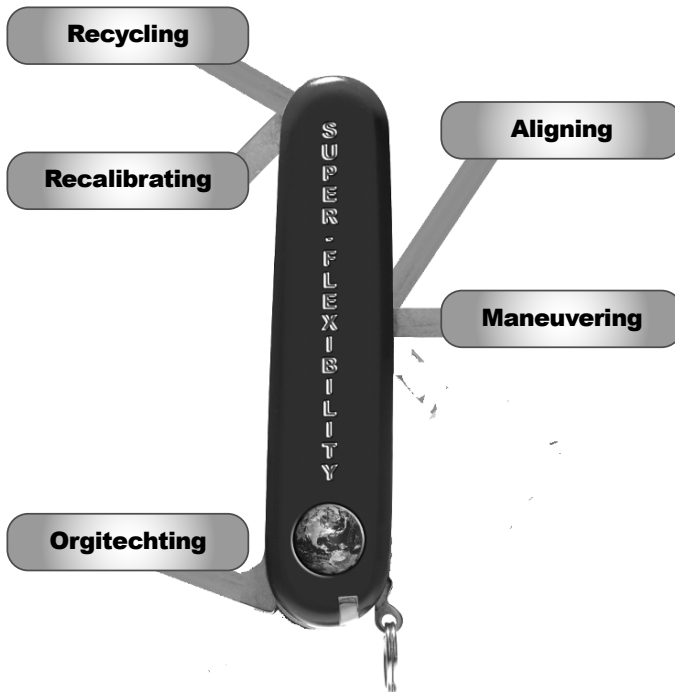 Recycling
Aligning
Recalibrating
SUPER-FLEXIBILITY
Maneuvering
Orgitechting